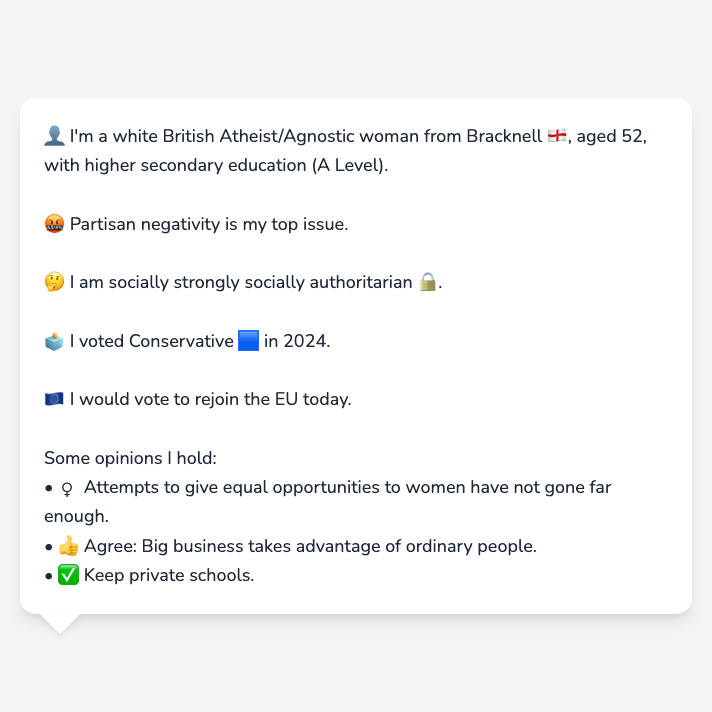 👤 I'm a white British Atheist/Agnostic woman from Bracknell 🏴󠁧󠁢󠁥󠁮󠁧󠁿, aged 52,
with higher secondary education (A Level).
🤬 Partisan negativity is my top issue.
🤔 I am socially strongly socially authoritarian 🔒.
🗳️ I voted Conservative 🟦 in 2024.
🇪🇺 I would vote to rejoin the EU today.
Some opinions I hold:
• ♀ Attempts to give equal opportunities to women have not gone far
enough.
• 👍 Agree: Big business takes advantage of ordinary people.
• ✅ Keep private schools.